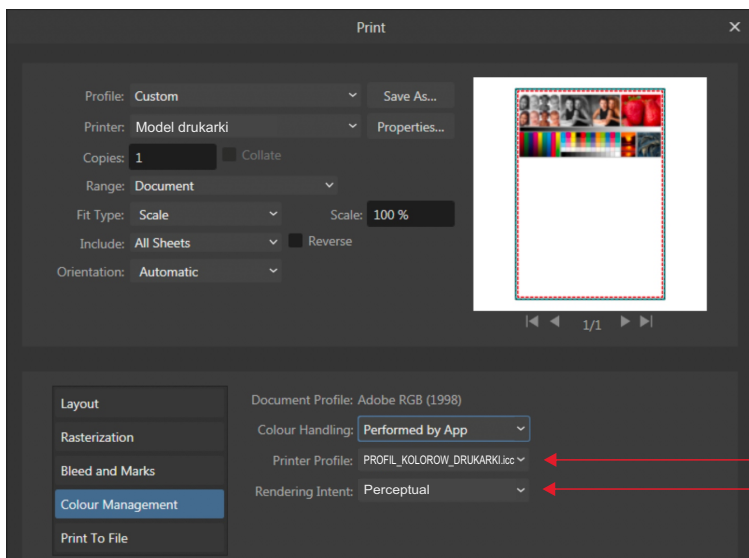 Print
Profile: Custom Save As...
Printer: Model drukarki Properties...
Copies: 1 Collate
Range: Document
Fit Type: Scale Scale: 100 %
Include: All Sheets Reverse
Orientation: Automatic
1/1
Layout
Rasterization
Bleed and Marks
Colour Management
Print To File
Document Profile: Adobe RGB (1998)
Colour Handling: Performed by App
Printer Profile: PROFIL_KOLOROW_DRUKARKI.icc
Rendering Intent: Perceptual